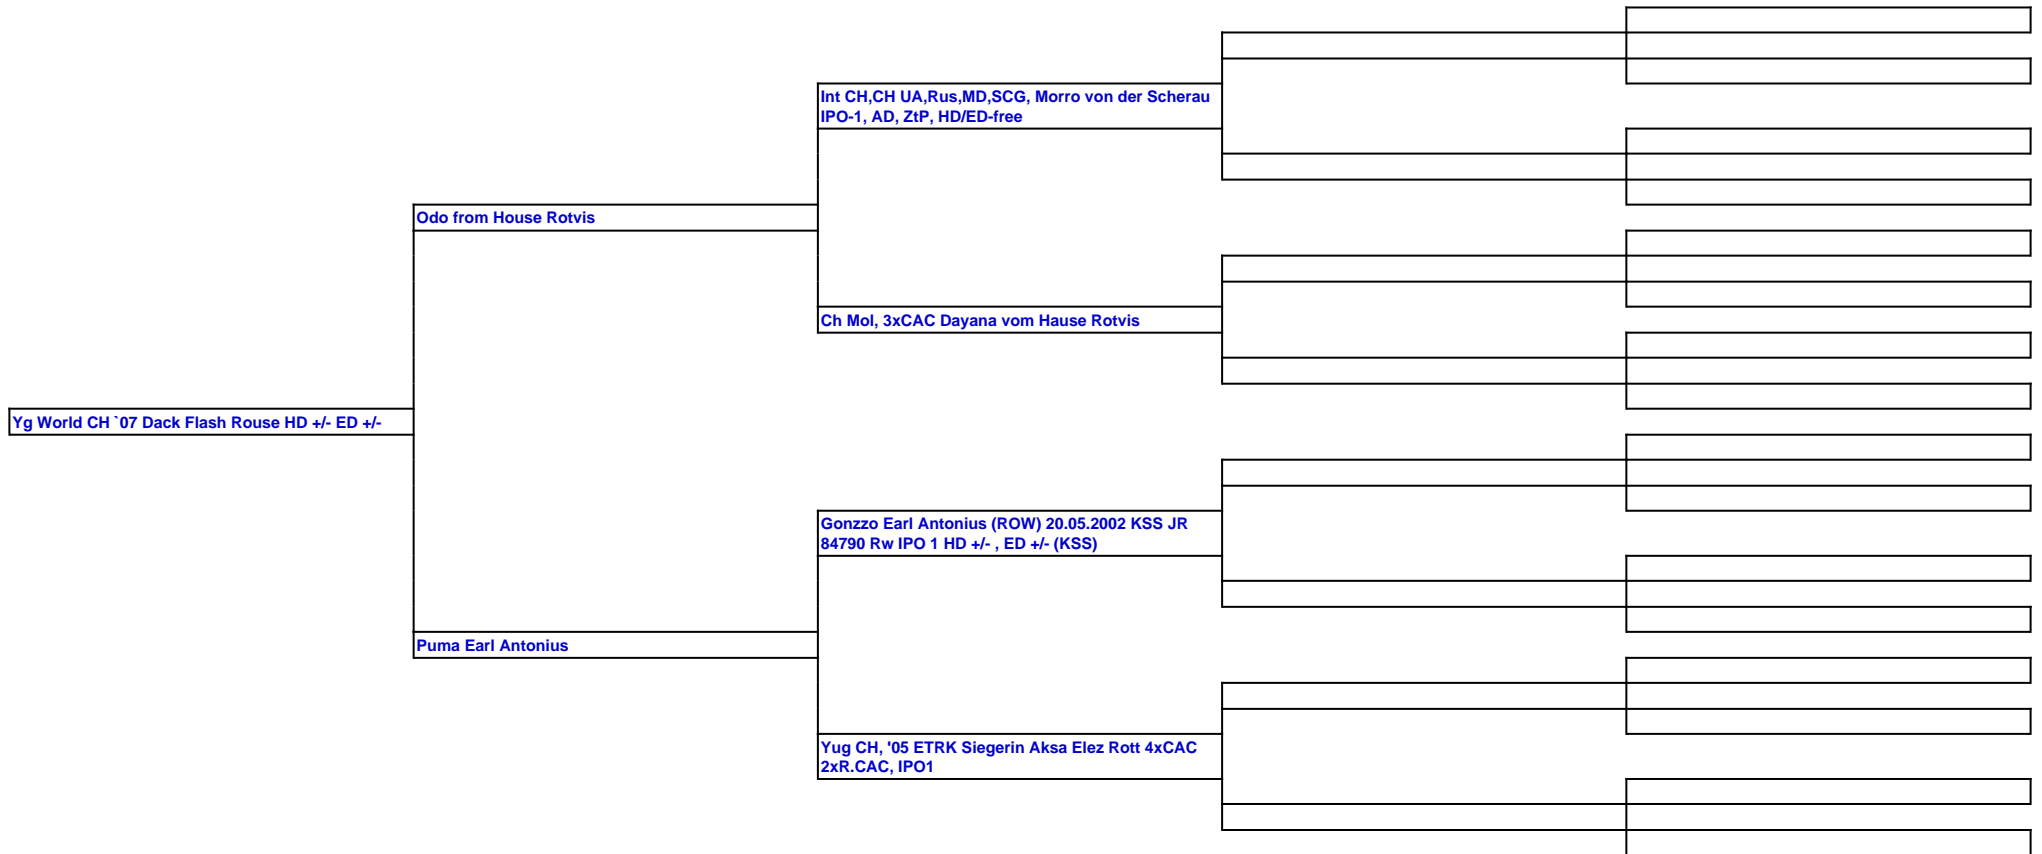 Int CH,CH UA,Rus,MD,SCG, Morro von der Scherau
IPO-1, AD, ZtP, HD/ED-free
Odo from House Rotvis
Ch Mol, 3xCAC Dayana vom Hause Rotvis
Yg World CH `07 Dack Flash Rouse HD +/- ED +/-
Gonzzo Earl Antonius (ROW) 20.05.2002 KSS JR
84790 Rw IPO 1 HD +/- , ED +/- (KSS)
Puma Earl Antonius
Yug CH, '05 ETRK Siegerin Aksa Elez Rott 4xCAC
2xR.CAC, IPO1